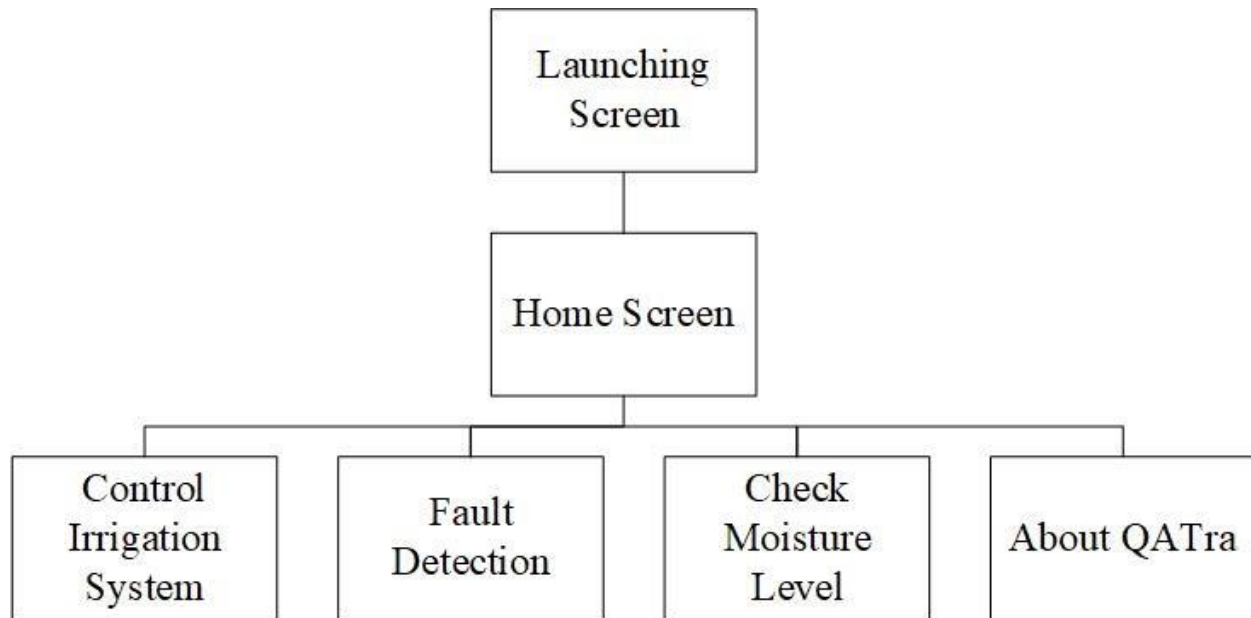 Launching
Screen
Home Screen
Control
Irrigation
System
Fault
Detection
Check
Moisture
Level
About QATra